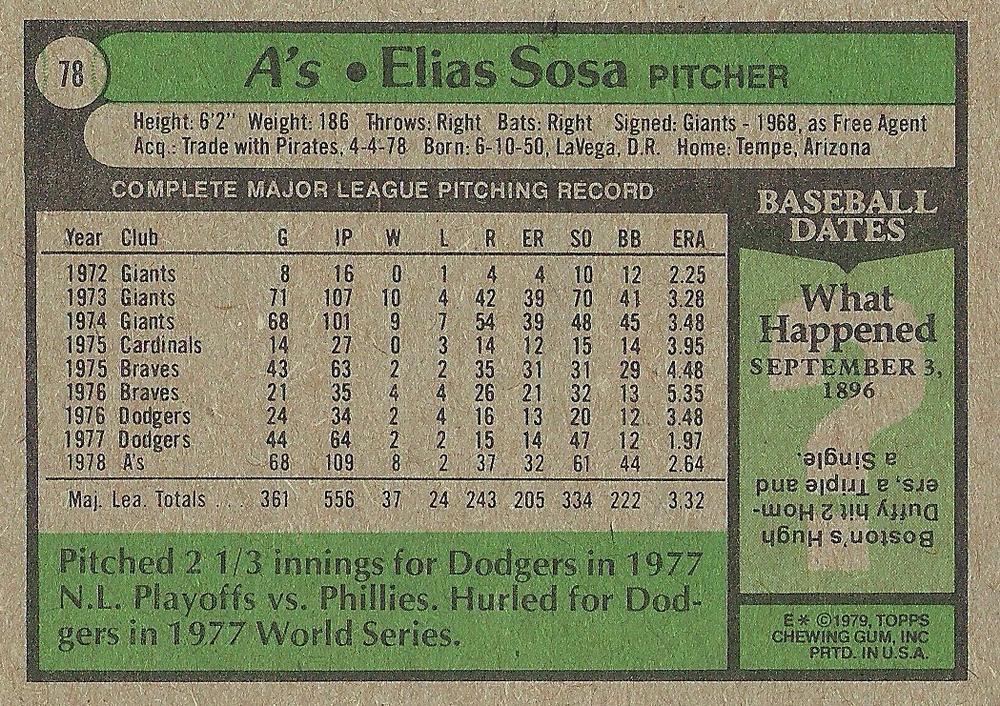 78
A's • Elias Sosa PITCHER
Height: 6'2" Weight: 186 Throws: Right Bats: Right Signed: Giants - 1968, as Free Agent
Acq.: Trade with Pirates, 4-4-78 Born: 6-10-50, LaVega, D.R. Home: Tempe, Arizona
COMPLETE MAJOR LEAGUE PITCHING RECORD
Year Club G IP W L R ER SO BB ERA
1972 Giants 8 16 0 1 4 4 10 12 2.25
1973 Giants 71 107 10 4 42 39 70 41 3.28
1974 Giants 68 101 9 7 54 39 48 45 3.48
1975 Cardinals 14 27 0 3 14 12 15 14 3.95
1975 Braves 43 63 2 2 35 31 31 29 4.48
1976 Braves 21 35 4 4 26 21 32 13 5.35
1976 Dodgers 24 34 2 4 16 13 20 12 3.48
1977 Dodgers 44 64 2 2 15 14 47 12 1.97
1978 A's 68 109 8 2 37 32 61 44 2.64
Maj. Lea. Totals . . . 361 556 37 24 243 205 334 222 3.32
Pitched 2 1/3 innings for Dodgers in 1977
N.L. Playoffs vs. Phillies. Hurled for Dod-
gers in 1977 World Series.
BASEBALL
DATES
What
Happened
SEPTEMBER 3,
1896
?
Boston's Hugh
Duffy hit 2 Hom-
ers, a Triple and
a Single.
E* ©1979, TOPPS
CHEWING GUM, INC
PRTD. IN U.S.A.